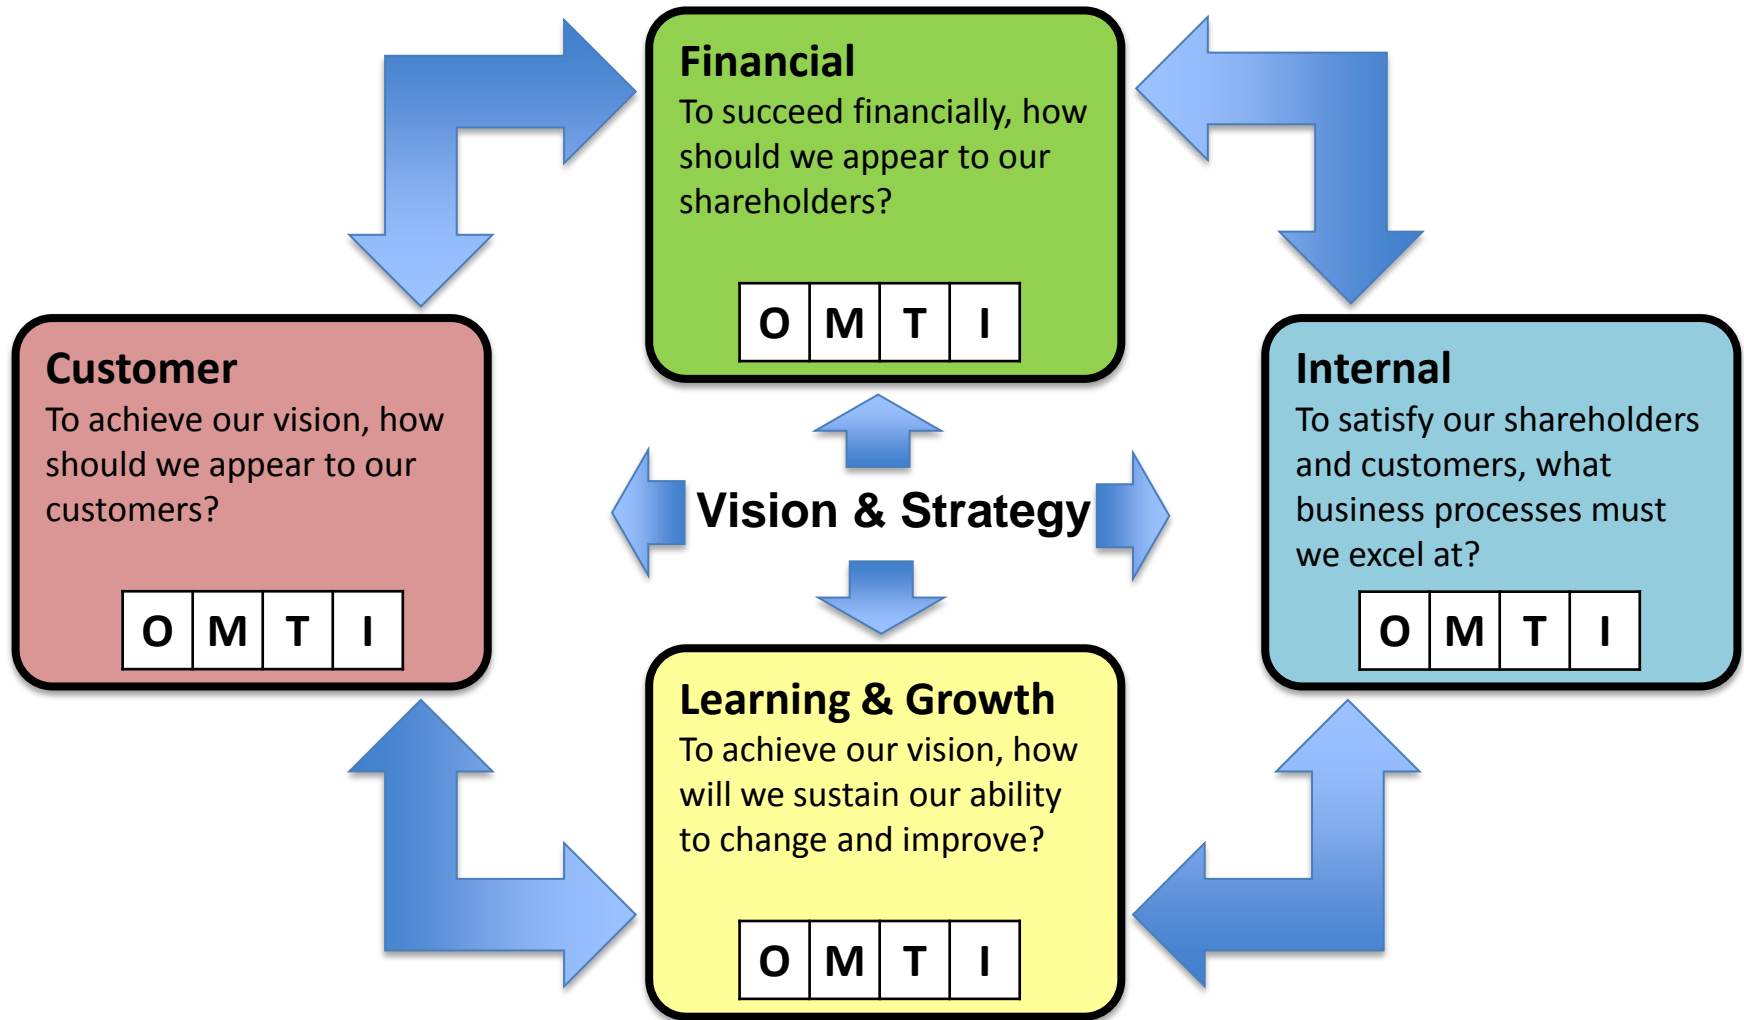 Financial
To succeed financially, how
should we appear to our
shareholders?
O M T I
Customer
To achieve our vision, how
should we appear to our
customers?
O M T I
Vision & Strategy
Internal
To satisfy our shareholders
and customers, what
business processes must
we excel at?
O M T I
Learning & Growth
To achieve our vision, how
will we sustain our ability
to change and improve?
O M T I